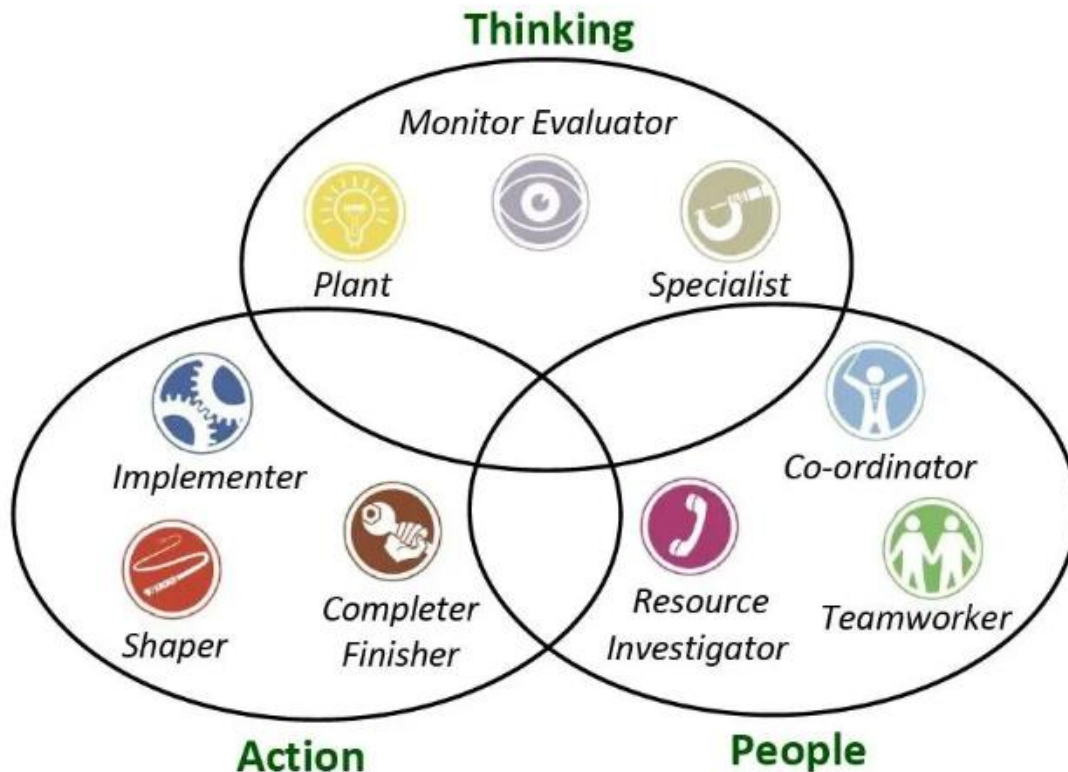 Thinking
Monitor Evaluator
Plant
Specialist
Implementer
Co-ordinator
Shaper
Completer
Finisher
Resource
Investigator
Teamworker
Action
People